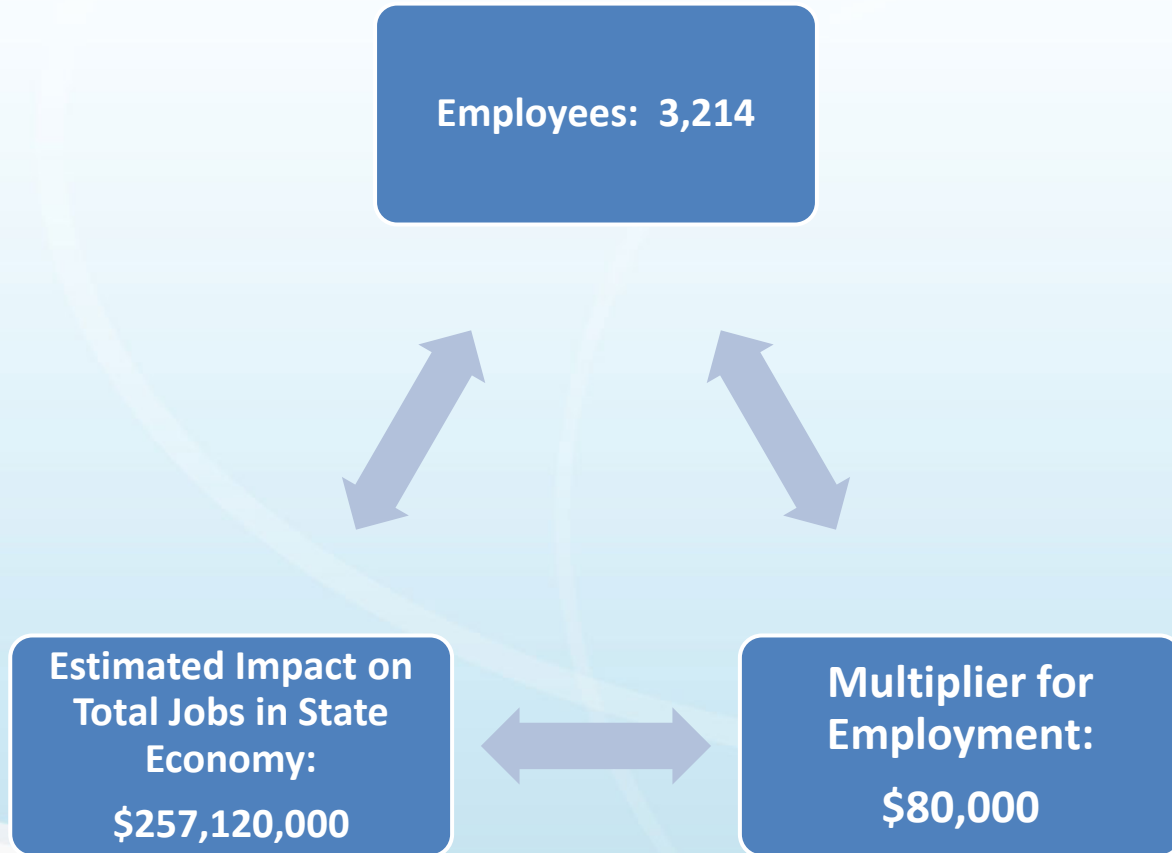 Employees: 3,214
Estimated Impact on
Total Jobs in State
Economy:
$257,120,000
Multiplier for
Employment:
$80,000